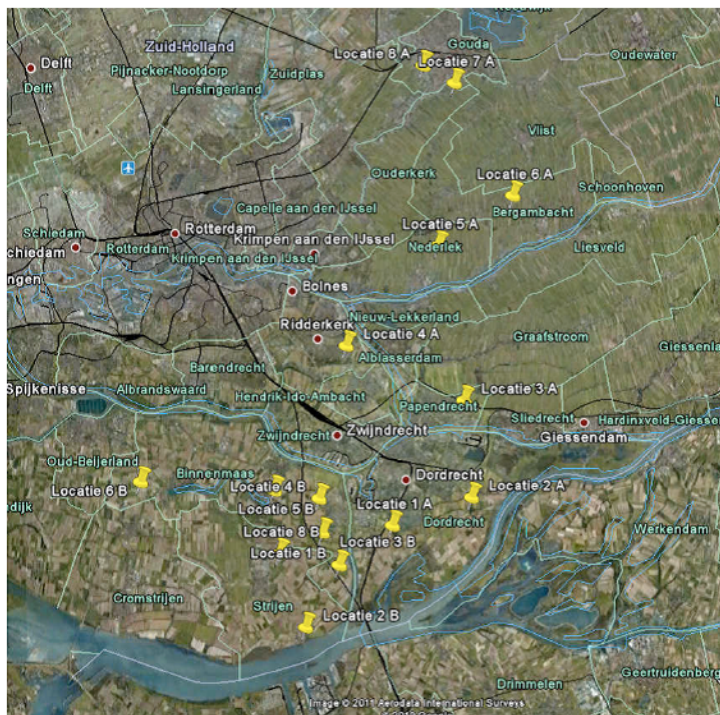 Zuid-Holland
Locatie 8 A
Gouda
Oudewater
Delft
Pijnacker-Nootdorp
Zuidplas
Locatie 7 A
Delft
Lansingerland
Vlist
Ouderkerk
Locatie 6 A
Schoonhoven
Capelle aan den IJssel
Bergambacht
Schiedam
Rotterdam
Locatie 5 A
chiedam
Rotterdam
Krimpen aan den IJssel
Nederlek
Liesveld
Krimpen aan den IJssel
ngen
Bolnes
Nieuw-Lekkerland
Ridderkerk
Locatie 4 A
Graafstroom
Giessenla
Alblasserdam
Barendrecht
Spijkenisse
Albrandswaard
Hendrik-Ido-Ambacht
Locatie 3 A
Papendrecht
Sliedrecht
Hardinxveld-Giesse
Zwijndrecht
Zwijndrecht
Giessendam
Oud-Beijerland
Binnenmaas
Dordrecht
Locatie 6 B
Locatie 4 B
Locatie 2 A
dijk
Locatie 5 B
Locatie 1 A
Dordrecht
Locatie 8 B
Werkendam
Locatie 1 B
Locatie 3 B
Cromstrijen
Strijen
Locatie 2 B
Drimmelen
Geertruidenberg
Image © 2011 Aerodata International Surveys